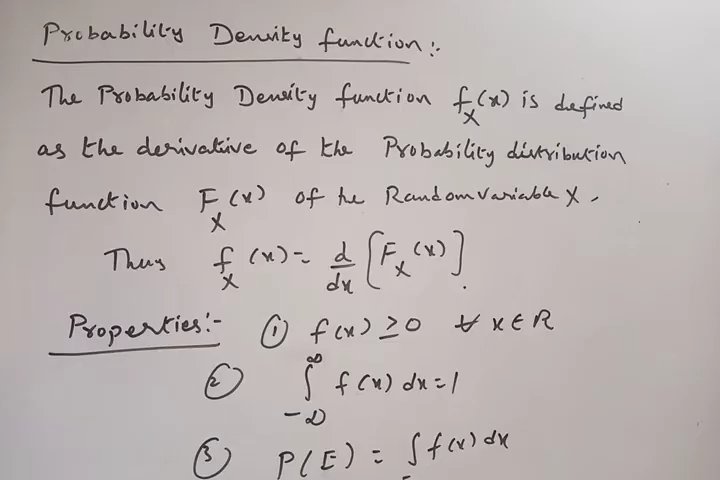 Probability Density function :-
The Probability Density function f_X(x) is defined
as the derivative of the Probability distribution
function F_X(x) of the Random variable X.
Thus f_X(x) = d/dx [F_X(x)].
Properties:- ① f(x) ≥ 0 ∀ x ∈ R
② ∫_{-∞}^{∞} f(x) dx = 1
③ P(E) = ∫ f(x) dx